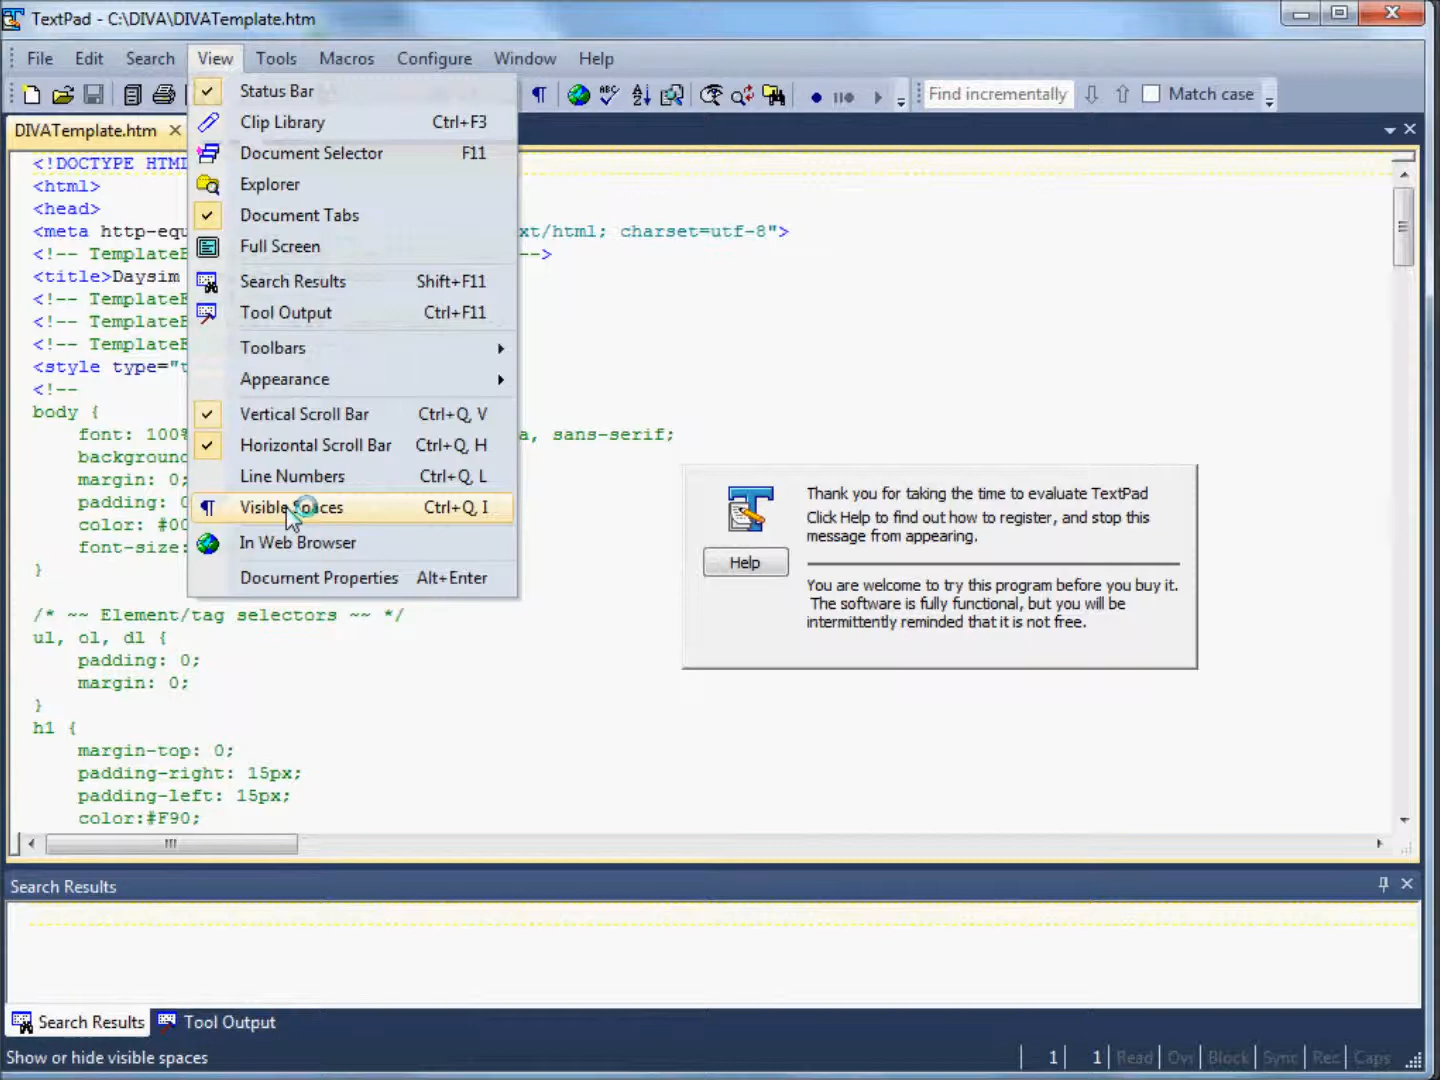 TextPad - C:\DIVA\DIVATemplate.htm
File Edit Search View Tools Macros Configure Window Help
Find incrementally Match case
DIVATemplate.htm
Status Bar
Clip Library Ctrl+F3
Document Selector F11
Explorer
Document Tabs
Full Screen
Search Results Shift+F11
Tool Output Ctrl+F11
Toolbars
Appearance
Vertical Scroll Bar Ctrl+Q, V
Horizontal Scroll Bar Ctrl+Q, H
Line Numbers Ctrl+Q, L
Visible Spaces Ctrl+Q, I
In Web Browser
Document Properties Alt+Enter
<!DOCTYPE HTM
<html>
<head>
<meta http-equ xt/html; charset=utf-8">
<!-- TemplateB -->
<title>Daysim
<!-- TemplateE
<!-- TemplateB
<!-- TemplateE
<style type="t
<!--
body {
font: 100% a, sans-serif;
background
margin: 0;
padding: 0
color: #00
font-size:
}
/* ~~ Element/tag selectors ~~ */
ul, ol, dl {
padding: 0;
margin: 0;
}
h1 {
margin-top: 0;
padding-right: 15px;
padding-left: 15px;
color:#F90;
Thank you for taking the time to evaluate TextPad
Click Help to find out how to register, and stop this
message from appearing.
Help
You are welcome to try this program before you buy it.
The software is fully functional, but you will be
intermittently reminded that it is not free.
Search Results
Search Results Tool Output
Show or hide visible spaces 1 1 Read Ovr Block Sync Rec Caps